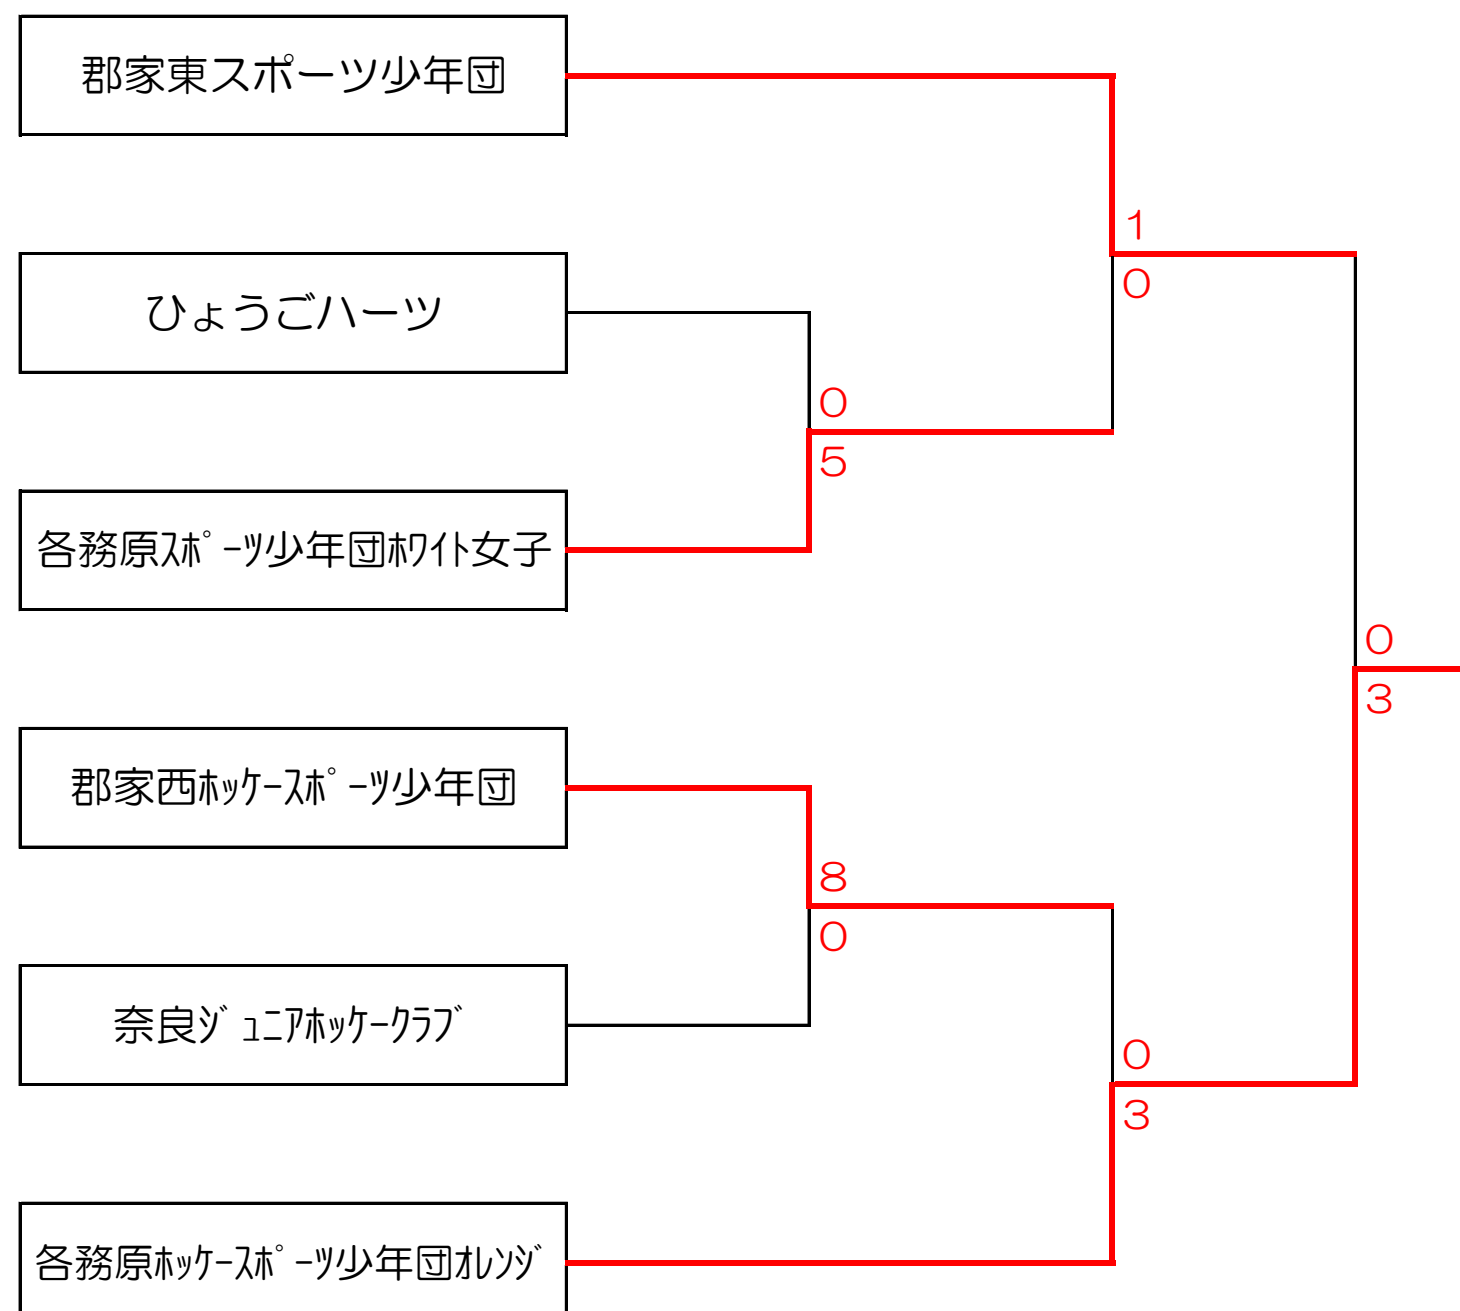 郡家東スポーツ少年団
1
0
ひょうごハーツ
0
5
各務原ｽﾎﾟｰﾂ少年団ﾎﾜｲﾄ女子
0
3
郡家西ﾎｯｹｰｽﾎﾟｰﾂ少年団
8
0
奈良ｼﾞｭﾆｱﾎｯｹｰｸﾗﾌﾞ
0
3
各務原ﾎｯｹｰｽﾎﾟｰﾂ少年団ｵﾚﾝｼﾞ